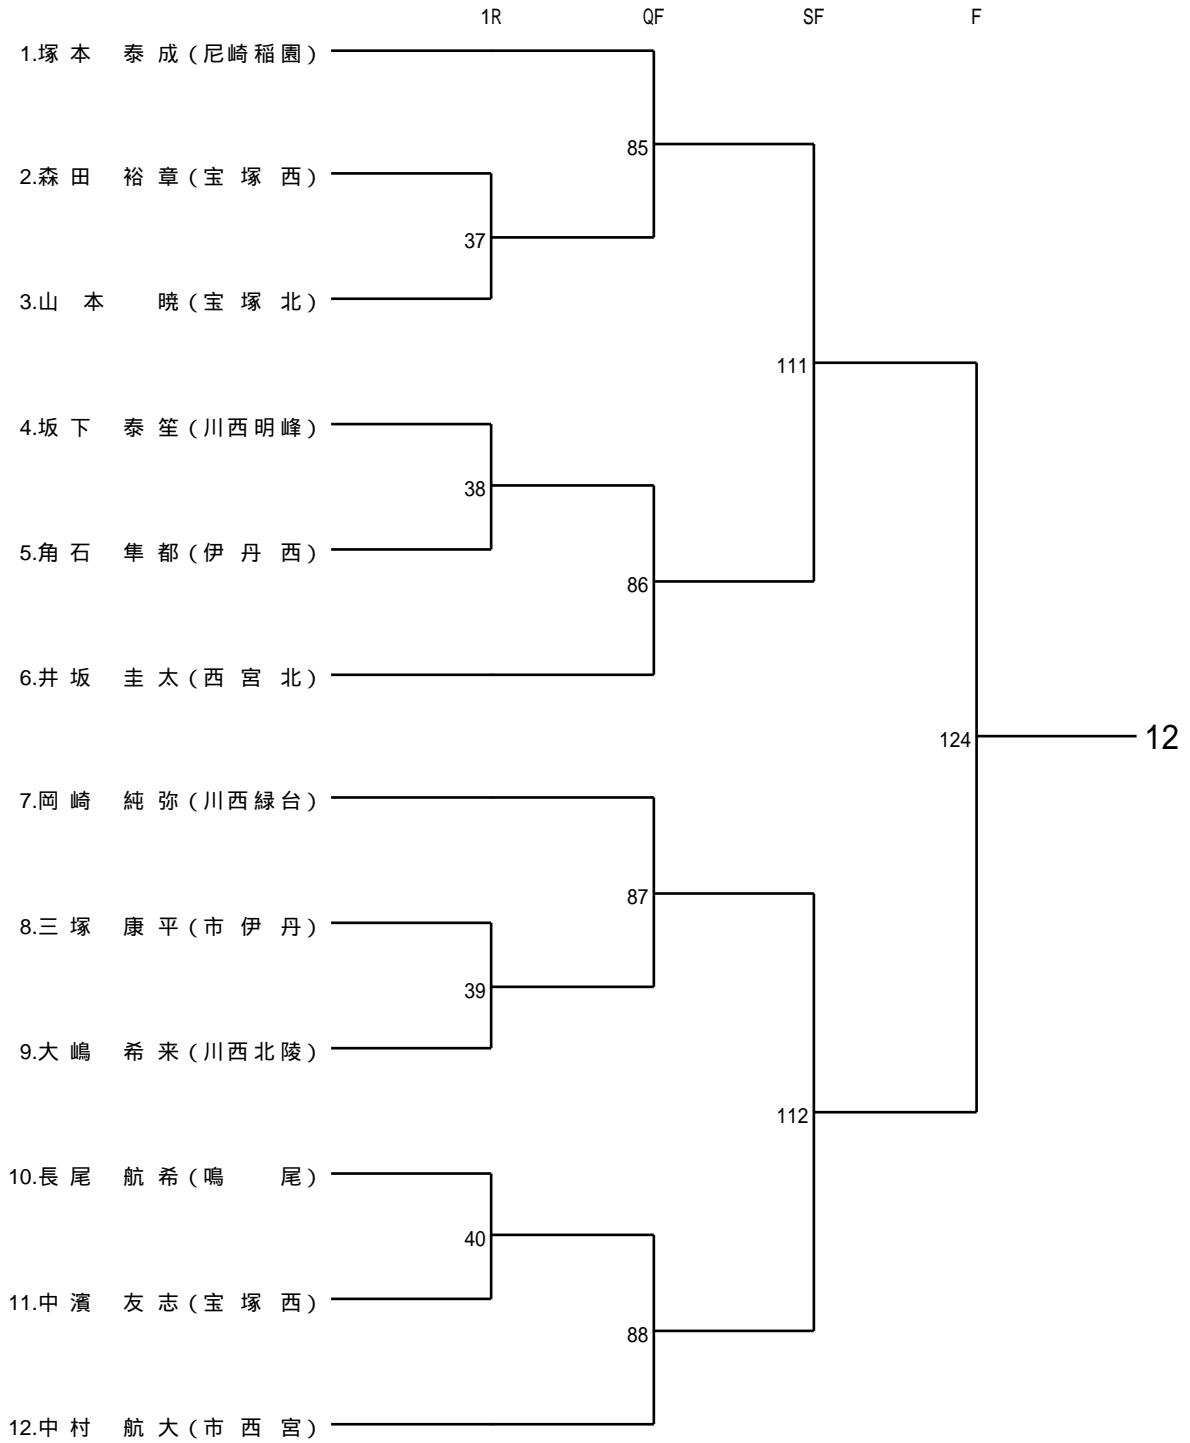 1R QF SF F
1.塚本 泰成(尼崎稲園)
85
2.森田 裕章(宝塚西)
37
3.山本 暁(宝塚北)
111
4.坂下 泰笙(川西明峰)
38
5.角石 隼都(伊丹西)
86
6.井坂 圭太(西宮北)
124 12
7.岡崎 純弥(川西緑台)
87
8.三塚 康平(市伊丹)
39
9.大嶋 希来(川西北陵)
112
10.長尾 航希(鳴尾)
40
11.中濱 友志(宝塚西)
88
12.中村 航大(市西宮)